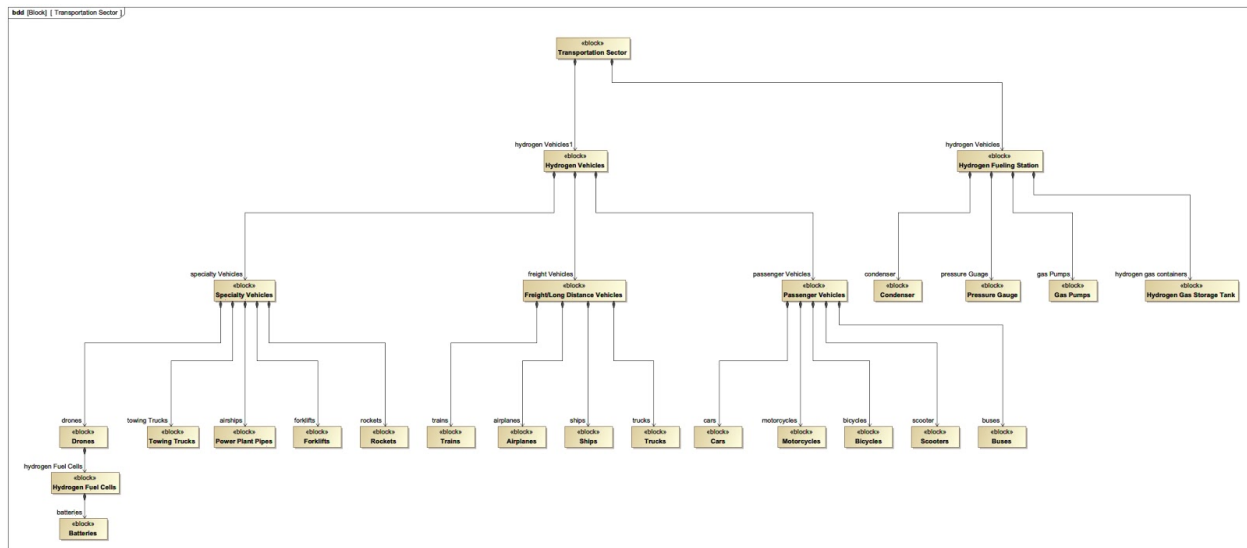 bdd [Block] [ Transportation Sector ]
«block»
Transportation Sector
hydrogen Vehicles1
hydrogen Vehicles
«block»
Hydrogen Vehicles
«block»
Hydrogen Fueling Station
specialty Vehicles
freight Vehicles
passenger Vehicles
condenser
pressure Guage
gas Pumps
hydrogen gas containers
«block»
Specialty Vehicles
«block»
Freight/Long Distance Vehicles
«block»
Passenger Vehicles
«block»
Condenser
«block»
Pressure Gauge
«block»
Gas Pumps
«block»
Hydrogen Gas Storage Tank
drones
towing Trucks
airships
forklifts
rockets
trains
airplanes
ships
trucks
cars
motorcycles
bicycles
scooter
buses
«block»
Drones
«block»
Towing Trucks
«block»
Power Plant Pipes
«block»
Forklifts
«block»
Rockets
«block»
Trains
«block»
Airplanes
«block»
Ships
«block»
Trucks
«block»
Cars
«block»
Motorcycles
«block»
Bicycles
«block»
Scooters
«block»
Buses
hydrogen Fuel Cells
«block»
Hydrogen Fuel Cells
batteries
«block»
Batteries